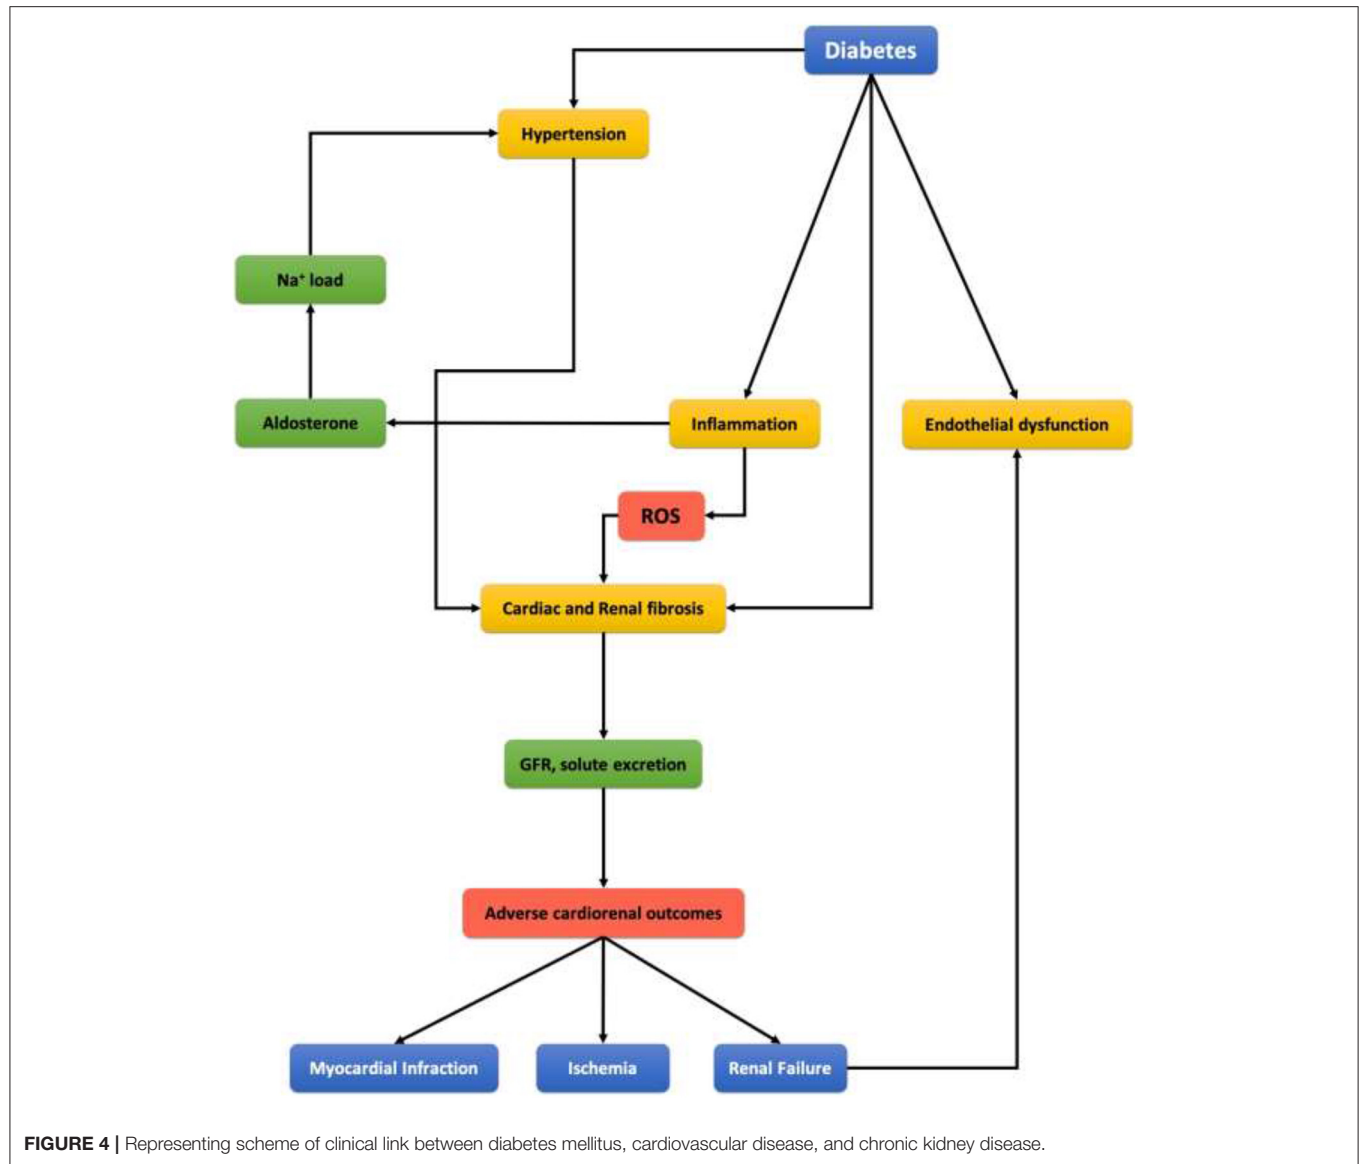 Diabetes
Hypertension
Na⁺ load
Aldosterone
Inflammation
Endothelial dysfunction
ROS
Cardiac and Renal fibrosis
GFR, solute excretion
Adverse cardiorenal outcomes
Myocardial Infraction
Ischemia
Renal Failure
FIGURE 4 | Representing scheme of clinical link between diabetes mellitus, cardiovascular disease, and chronic kidney disease.